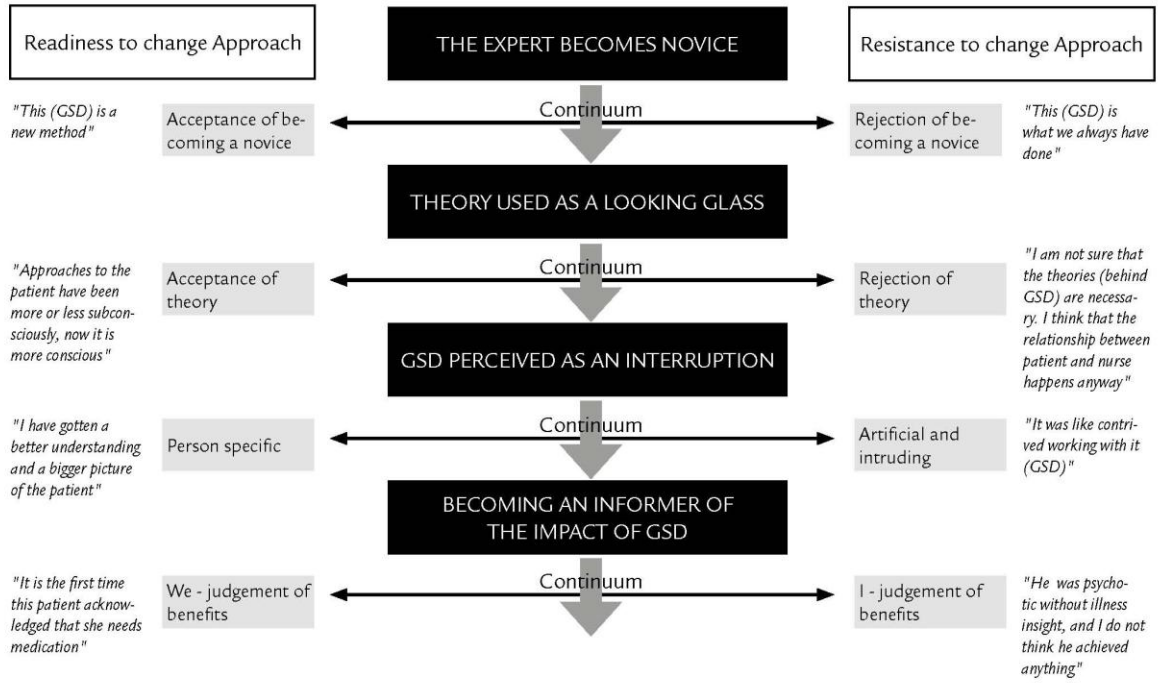 Readiness to change Approach
THE EXPERT BECOMES NOVICE
Resistance to change Approach
"This (GSD) is a
new method"
Acceptance of be-
coming a novice
Continuum
Rejection of be-
coming a novice
"This (GSD) is
what we always have
done"
THEORY USED AS A LOOKING GLASS
"Approaches to the
patient have been
more or less subcon-
sciously, now it is
more conscious"
Acceptance of
theory
Continuum
Rejection of
theory
"I am not sure that
the theories (behind
GSD) are necessa-
ry. I think that the
relationship between
patient and nurse
happens anyway"
GSD PERCEIVED AS AN INTERRUPTION
"I have gotten a
better understanding
and a bigger picture
of the patient"
Person specific
Continuum
Artificial and
intruding
"It was like contri-
ved working with it
(GSD)"
BECOMING AN INFORMER OF
THE IMPACT OF GSD
"It is the first time
this patient acknow-
ledged that she needs
medication"
We - judgement of
benefits
Continuum
I - judgement of
benefits
"He was psycho-
tic without illness
insight, and I do not
think he achieved
anything"